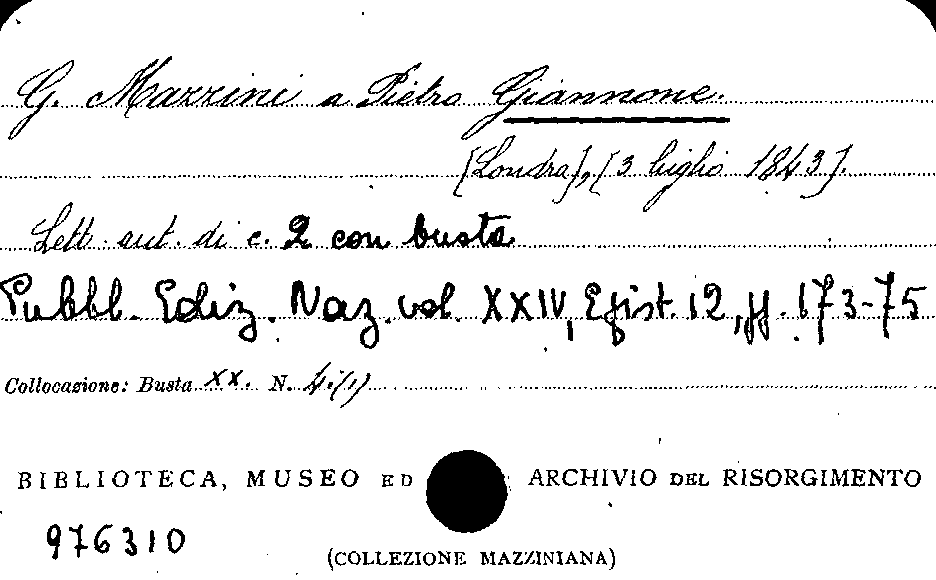 G. Mazzini a Pietro Giannone.
[Londra], [3 luglio 1843].
Lett. aut. di c. 2 con busta
Pubbl. Ediz. Naz. vol. XXIV, Epist. 12, pp. 173-75
Collocazione: Busta XX. N. 4i(1)
BIBLIOTECA, MUSEO ED ARCHIVIO DEL RISORGIMENTO
976310
(COLLEZIONE MAZZINIANA)